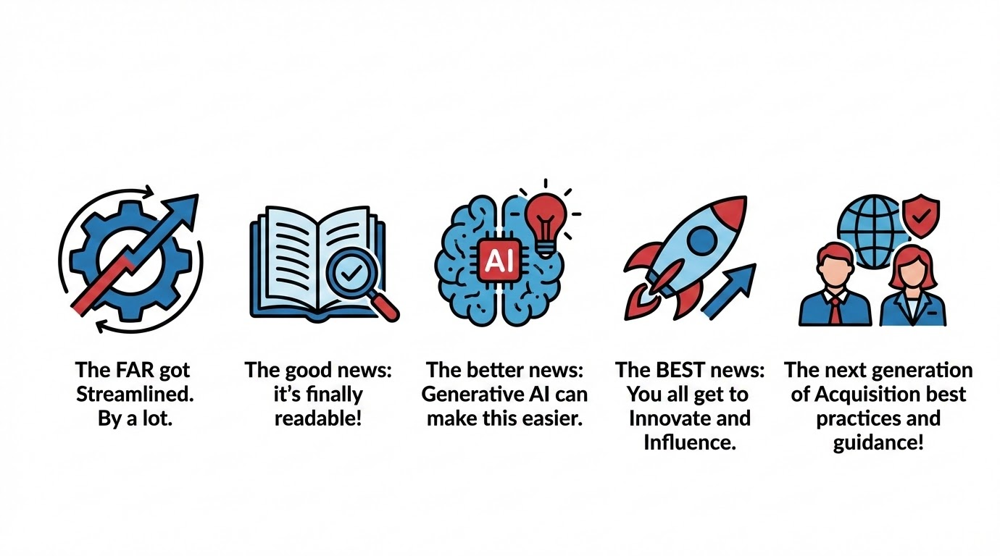 AI
The FAR got
Streamlined.
By a lot.
The good news:
it's finally
readable!
The better news:
Generative AI can
make this easier.
The BEST news:
You all get to
Innovate and
Influence.
The next generation
of Acquisition best
practices and
guidance!